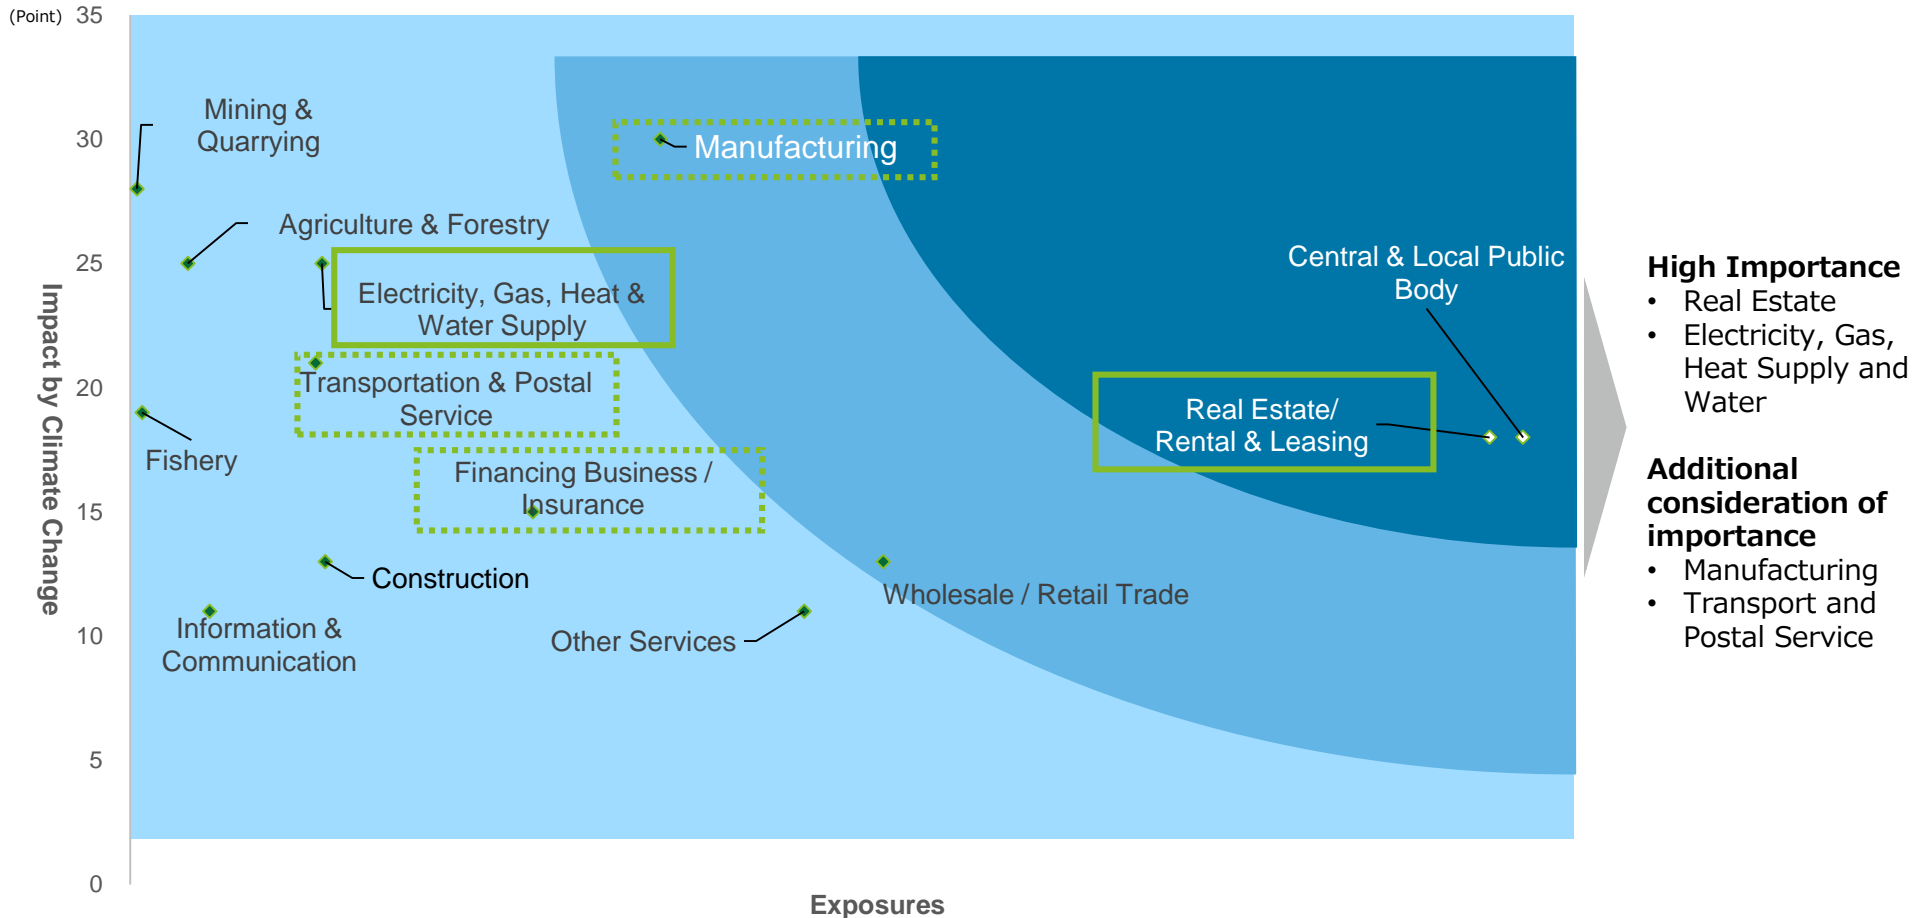 (Point)
35
30
25
20
15
10
5
0
Impact by Climate Change
Exposures
Mining &
Quarrying
Manufacturing
Agriculture & Forestry
Electricity, Gas, Heat &
Water Supply
Central & Local Public
Body
Transportation & Postal
Service
Real Estate/
Rental & Leasing
Fishery
Financing Business /
Insurance
Construction
Wholesale / Retail Trade
Information &
Communication
Other Services
High Importance
• Real Estate
• Electricity, Gas,
Heat Supply and
Water
Additional
consideration of
importance
• Manufacturing
• Transport and
Postal Service